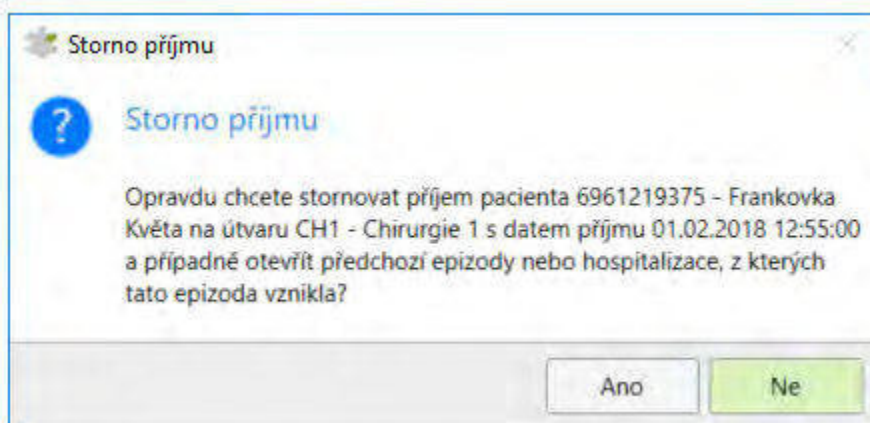 Storno příjmu
Storno příjmu
Opravdu chcete stornovat příjem pacienta 6961219375 - Frankovka
Květa na útvaru CH1 - Chirurgie 1 s datem příjmu 01.02.2018 12:55:00
a případně otevřít předchozí epizody nebo hospitalizace, z kterých
tato epizoda vznikla?
Ano
Ne